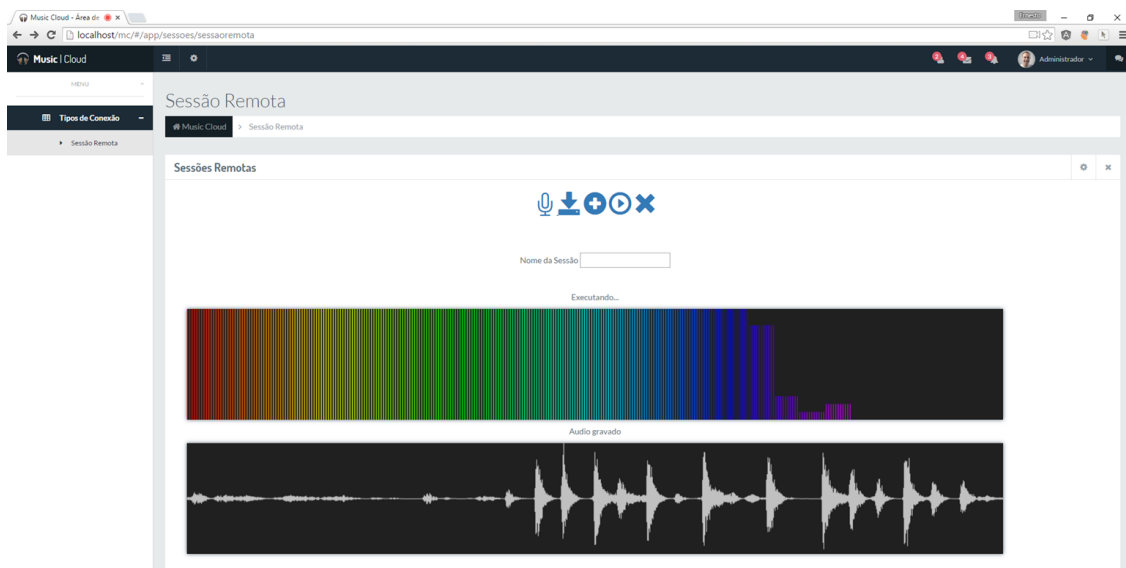 Music Cloud - Área de
Ernesto
localhost/mc/#/app/sessoes/sessaoremota
Music | Cloud
Administrador
MENU
Sessão Remota
Tipos de Conexão
Music Cloud > Sessão Remota
Sessão Remota
Sessões Remotas
Nome da Sessão
Executando...
Audio gravado